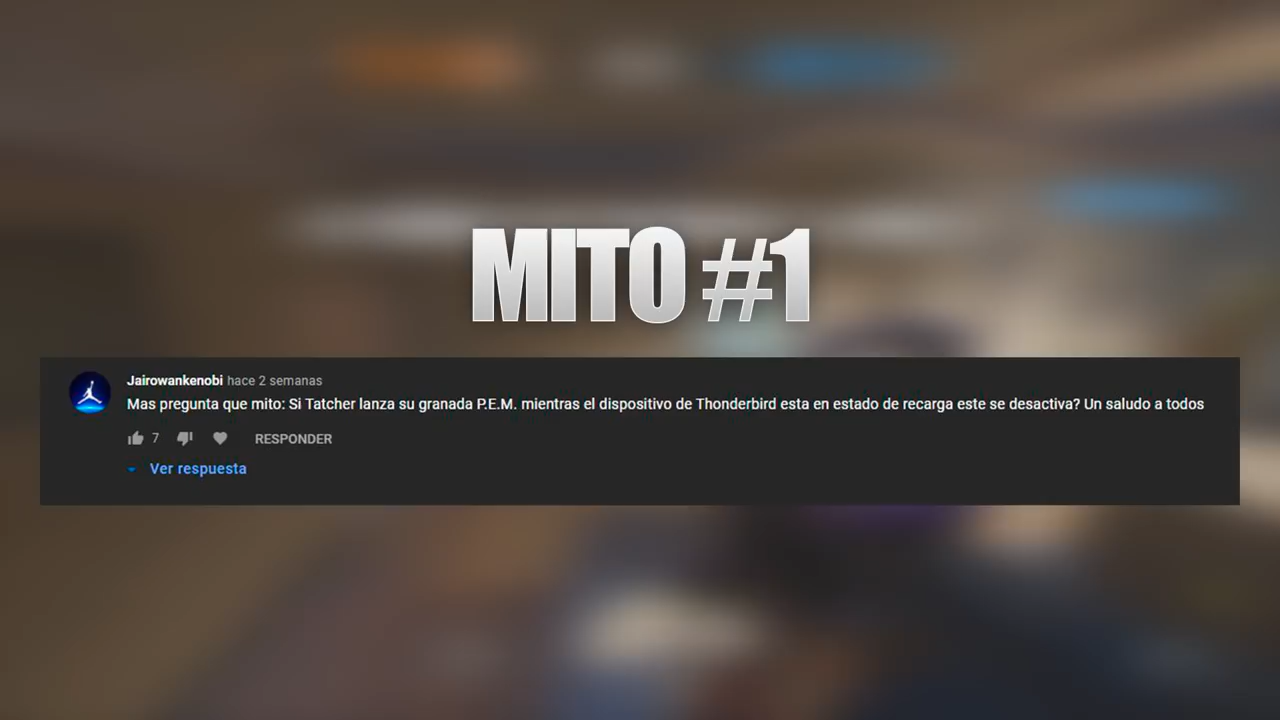 MITO #1
Jairowankenobi hace 2 semanas
Mas pregunta que mito: Si Tatcher lanza su granada P.E.M. mientras el dispositivo de Thonderbird esta en estado de recarga este se desactiva? Un saludo a todos
7 RESPONDER
Ver respuesta